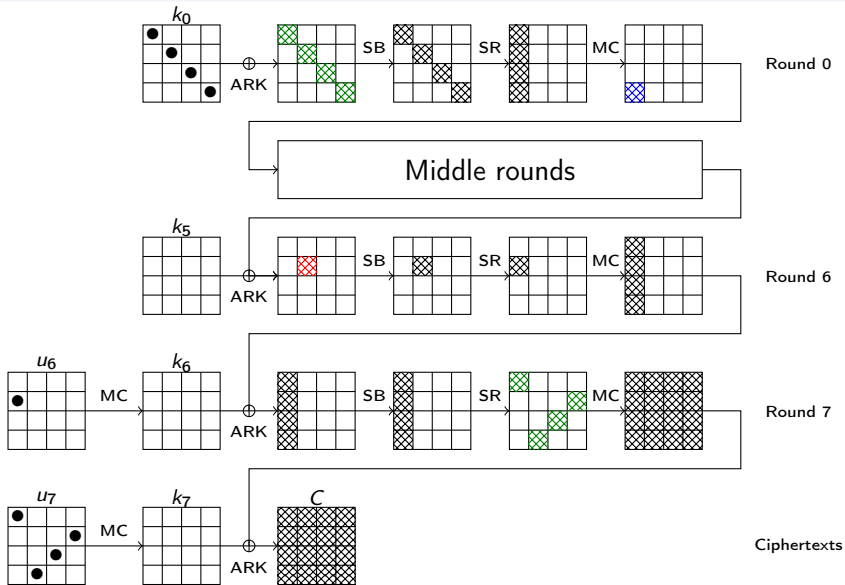 k0
SB SR MC
Round 0
ARK
Middle rounds
k5
SB SR MC
Round 6
ARK
u6 k6
MC SB SR MC
Round 7
ARK
u7 k7 C
MC
Ciphertexts
ARK